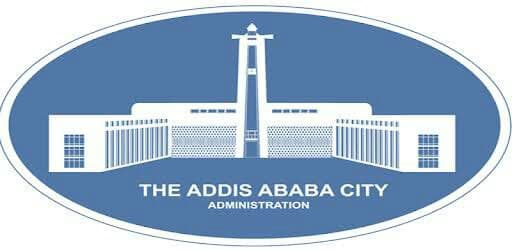 THE ADDIS ABABA CITY
ADMINISTRATION